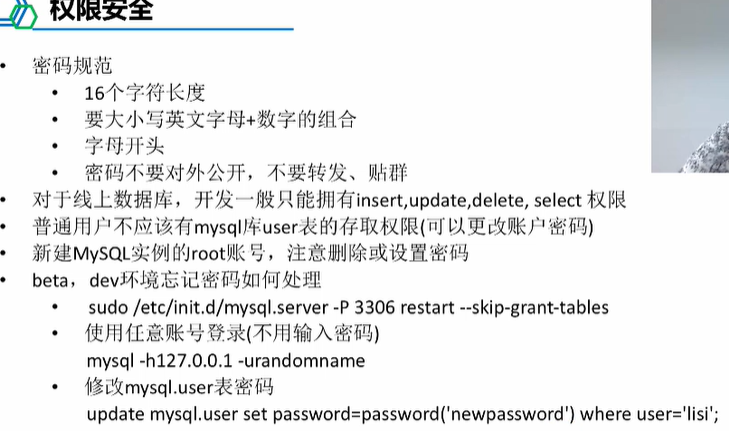 权限安全
• 密码规范
• 16个字符长度
• 要大小写英文字母+数字的组合
• 字母开头
• 密码不要对外公开，不要转发、贴群
• 对于线上数据库，开发一般只能拥有insert,update,delete, select 权限
• 普通用户不应该有mysql库user表的存取权限(可以更改账户密码)
• 新建MySQL实例的root账号，注意删除或设置密码
• beta，dev环境忘记密码如何处理
• sudo /etc/init.d/mysql.server -P 3306 restart --skip-grant-tables
• 使用任意账号登录(不用输入密码)
mysql -h127.0.0.1 -urandomname
• 修改mysql.user表密码
update mysql.user set password=password('newpassword') where user='lisi';